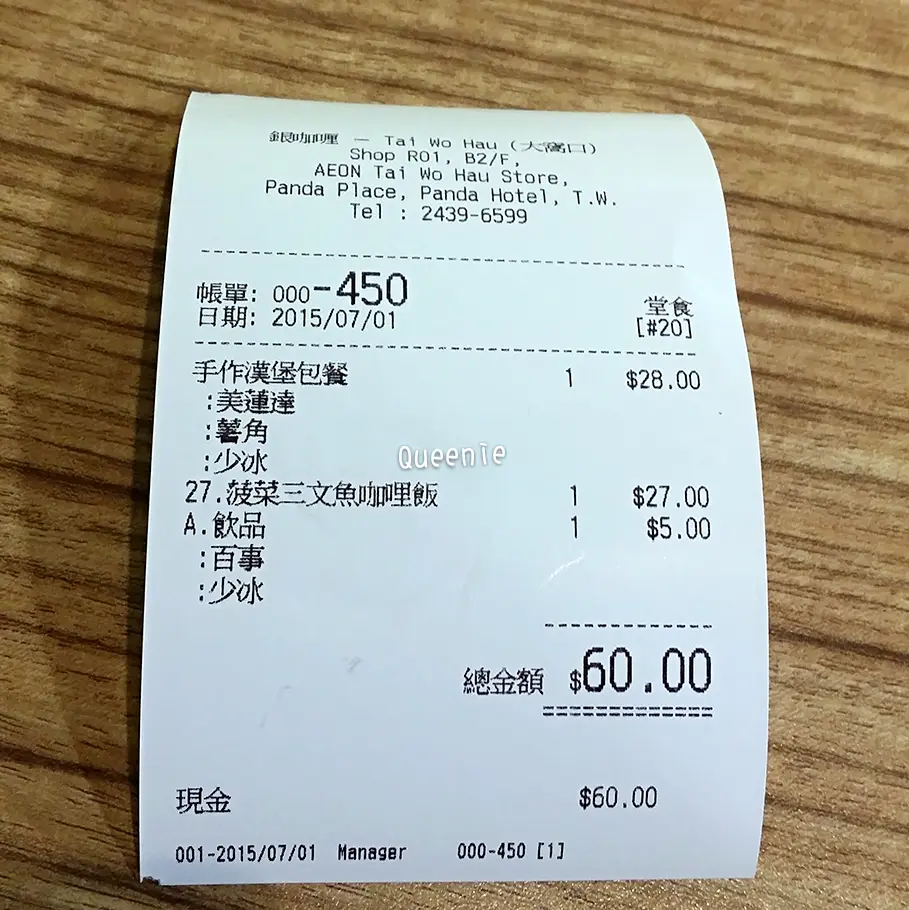 銀咖喱 - Tai Wo Hau (大窩口)
Shop R01, B2/F,
AEON Tai Wo Hau Store,
Panda Place, Panda Hotel, T.W.
Tel : 2439-6599
帳單: 000-450
日期: 2015/07/01
堂食
[#20]
手作漢堡包餐 1 $28.00
:美蓮達
:薯角
:少冰
Queenie
27.菠菜三文魚咖哩飯 1 $27.00
A.飲品 1 $5.00
:百事
:少冰
總金額 $60.00
現金 $60.00
001-2015/07/01 Manager 000-450 [1]